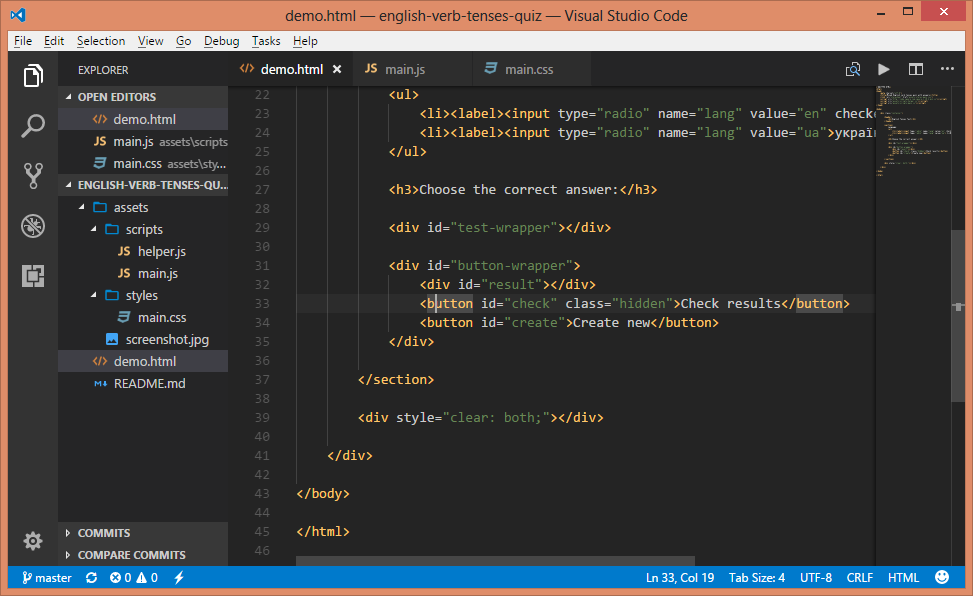 demo.html — english-verb-tenses-quiz — Visual Studio Code
File Edit Selection View Go Debug Tasks Help
EXPLORER
OPEN EDITORS
demo.html
JS main.js assets\scripts
main.css assets\sty...
ENGLISH-VERB-TENSES-QU...
assets
scripts
JS helper.js
JS main.js
styles
main.css
screenshot.jpg
demo.html
M↓ README.md
COMMITS
COMPARE COMMITS
demo.html × JS main.js main.css
22 <ul>
23 <li><label><input type="radio" name="lang" value="en" checke
24 <li><label><input type="radio" name="lang" value="ua">україн
25 </ul>
26
27 <h3>Choose the correct answer:</h3>
28
29 <div id="test-wrapper"></div>
30
31 <div id="button-wrapper">
32 <div id="result"></div>
33 <button id="check" class="hidden">Check results</button>
34 <button id="create">Create new</button>
35 </div>
36
37 </section>
38
39 <div style="clear: both;"></div>
40
41 </div>
42
43 </body>
44
45 </html>
46
master 0 0 Ln 33, Col 19 Tab Size: 4 UTF-8 CRLF HTML